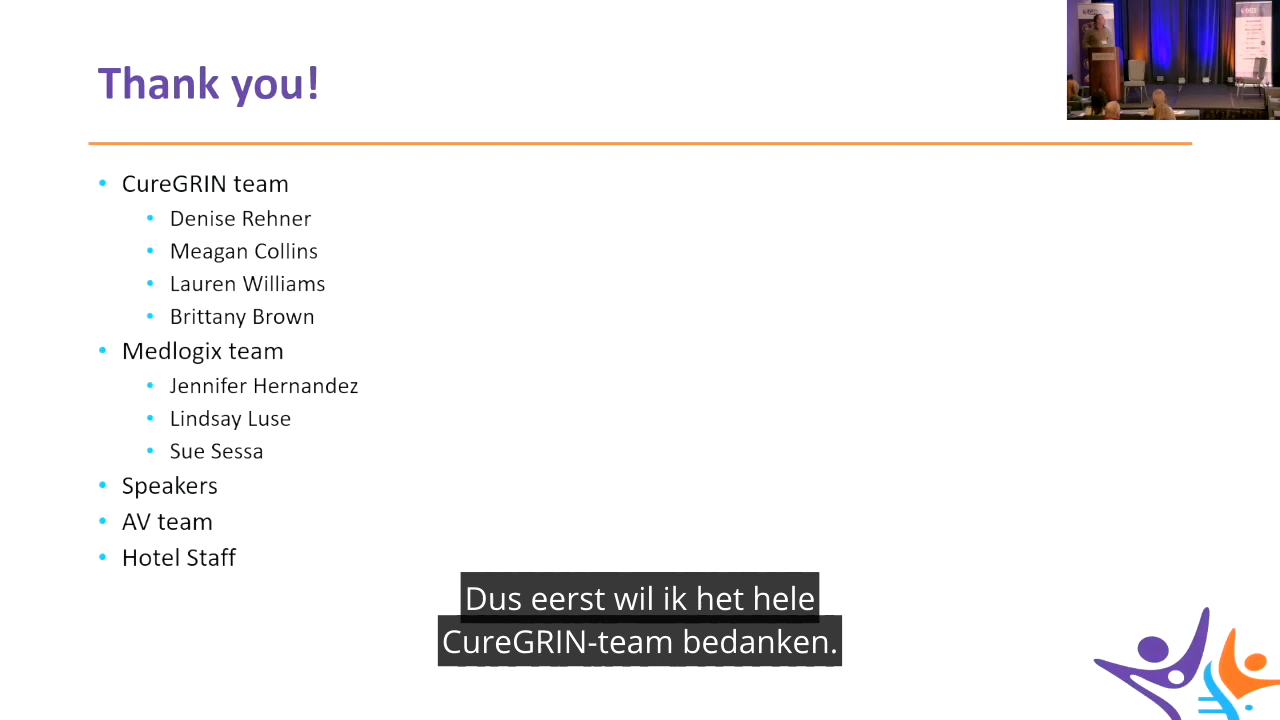 Thank you!
• CureGRIN team
• Denise Rehner
• Meagan Collins
• Lauren Williams
• Brittany Brown
• Medlogix team
• Jennifer Hernandez
• Lindsay Luse
• Sue Sessa
• Speakers
• AV team
• Hotel Staff
Dus eerst wil ik het hele
CureGRIN-team bedanken.